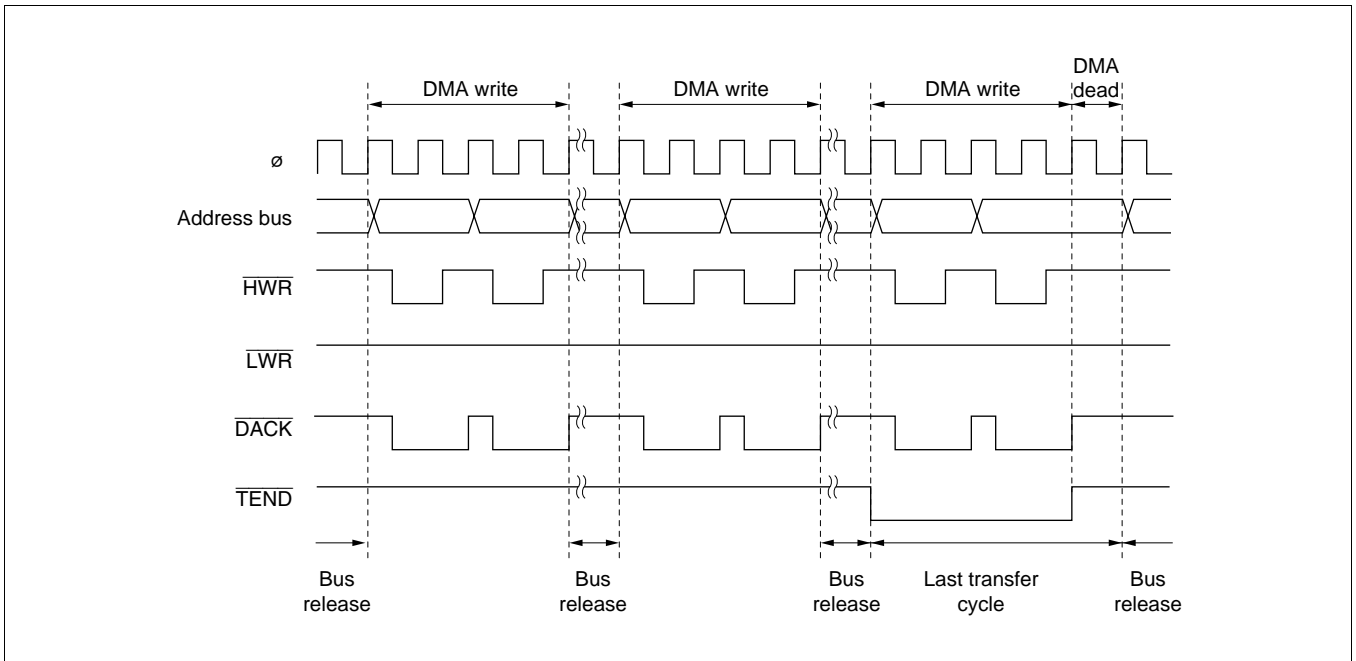 DMA
dead
DMA write DMA write DMA write
ø
Address bus
HWR
LWR
DACK
TEND
Bus release
Bus release
Bus release
Last transfer cycle
Bus release